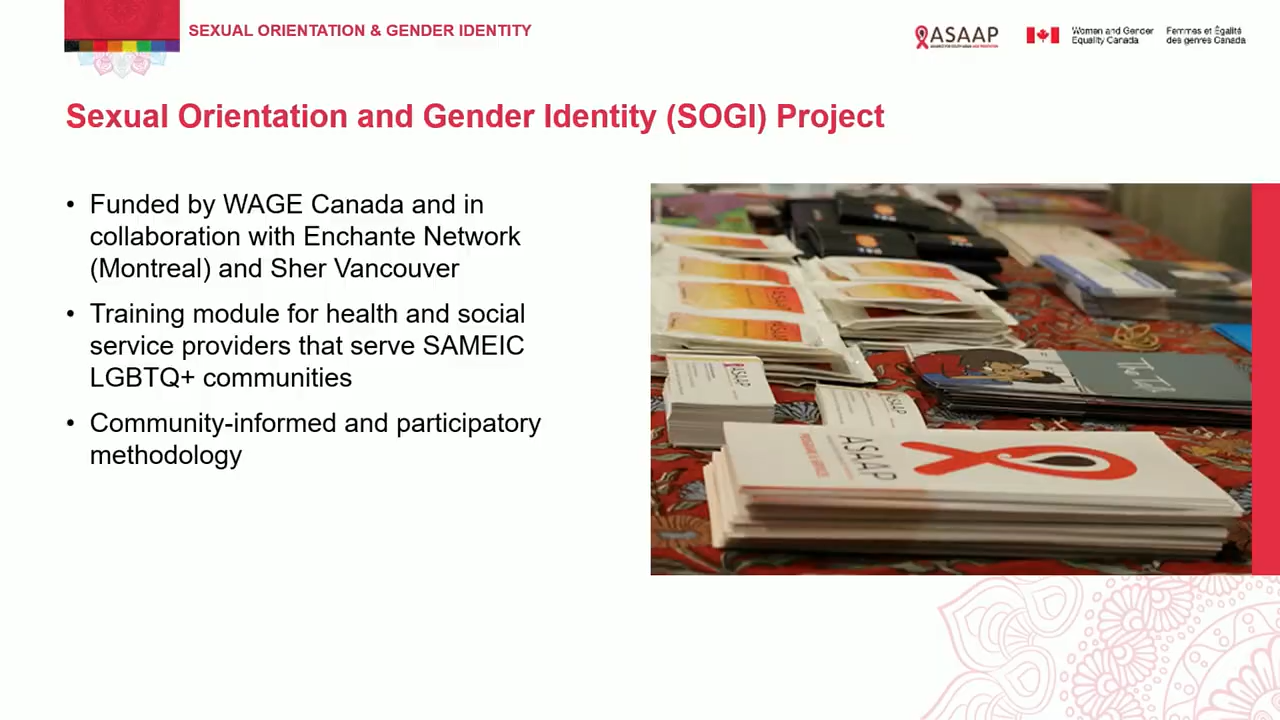 SEXUAL ORIENTATION & GENDER IDENTITY
ASAAP
Women and Gender Femmes et Égalité
Equality Canada des genres Canada
Sexual Orientation and Gender Identity (SOGI) Project
• Funded by WAGE Canada and in
collaboration with Enchante Network
(Montreal) and Sher Vancouver
• Training module for health and social
service providers that serve SAMEIC
LGBTQ+ communities
• Community-informed and participatory
methodology
ASAAP
ASAAP
ASAAP